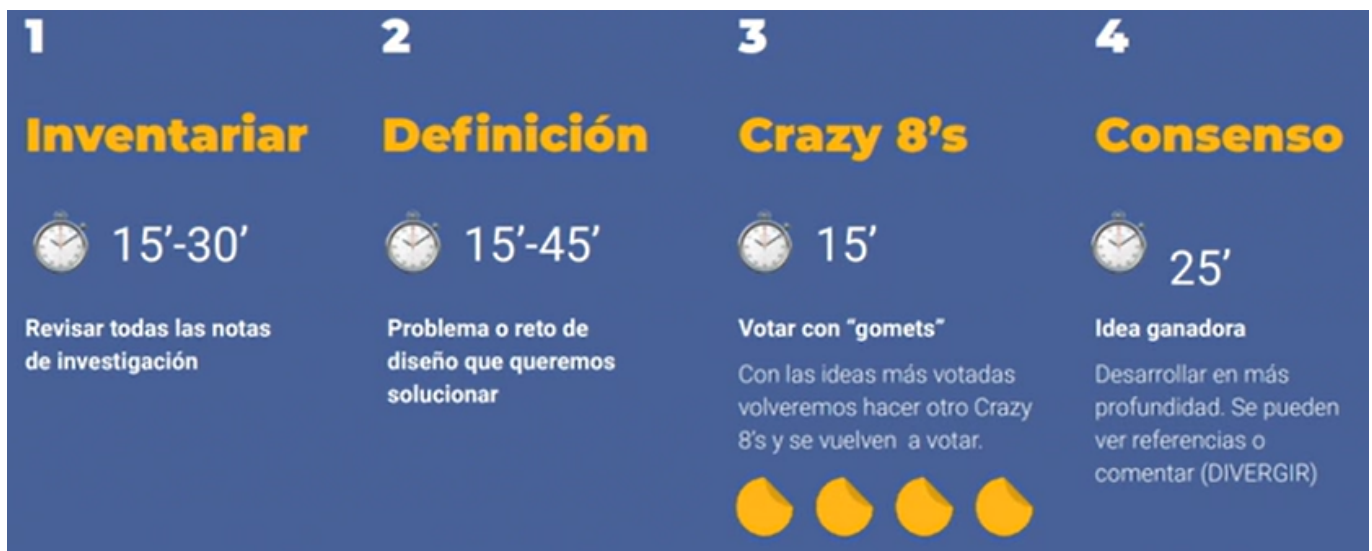 1
Inventariar
15’-30’
Revisar todas las notas
de investigación
2
Definición
15’-45’
Problema o reto de
diseño que queremos
solucionar
3
Crazy 8’s
15’
Votar con “gomets”
Con las ideas más votadas
volveremos hacer otro Crazy
8’s y se vuelven a votar.
4
Consenso
25’
Idea ganadora
Desarrollar en más
profundidad. Se pueden
ver referencias o
comentar (DIVERGIR)